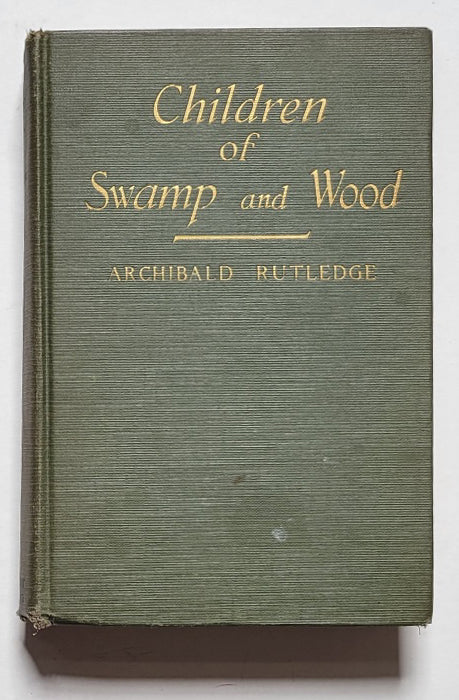 Children
of
Swamp and Wood
ARCHIBALD RUTLEDGE